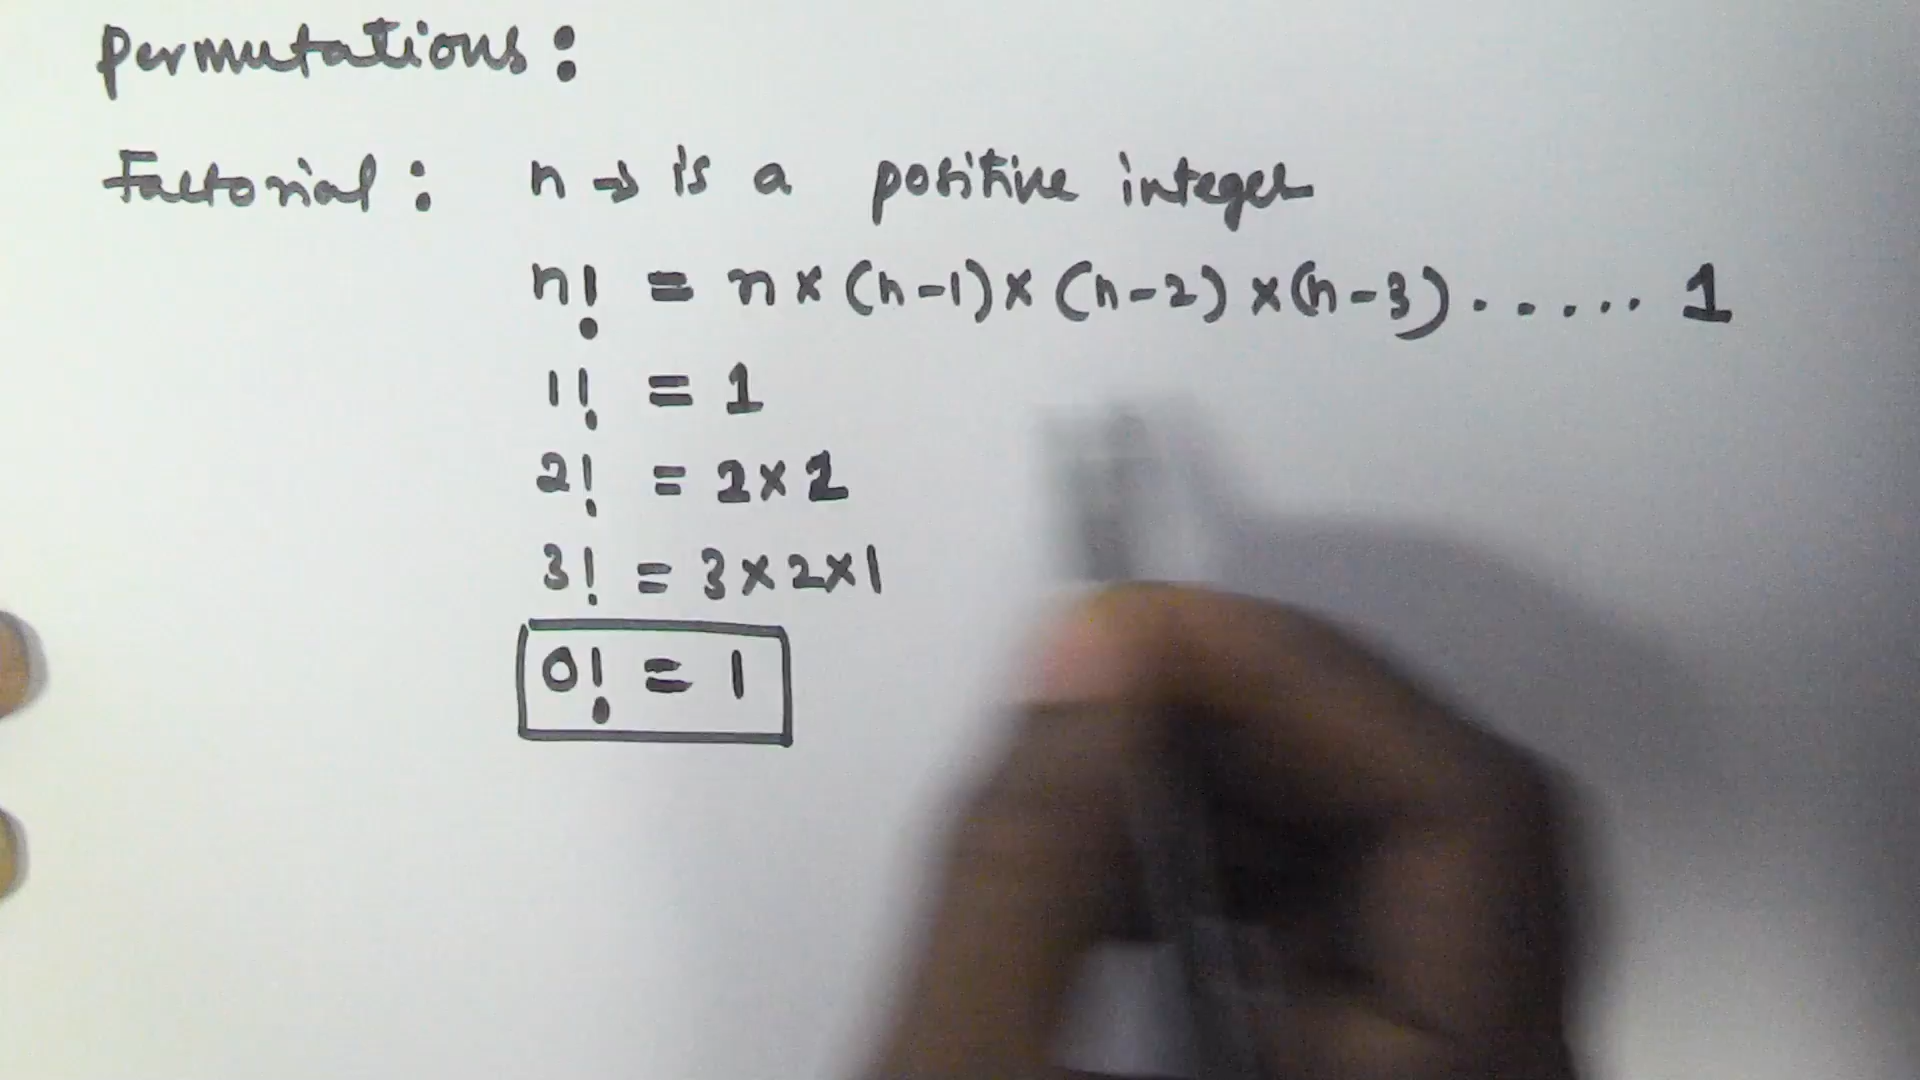 Permutations:
Factorial: n → is a positive integer
n! = n × (n-1) × (n-2) × (n-3) ...... 1
1! = 1
2! = 2×1
3! = 3×2×1
0! = 1